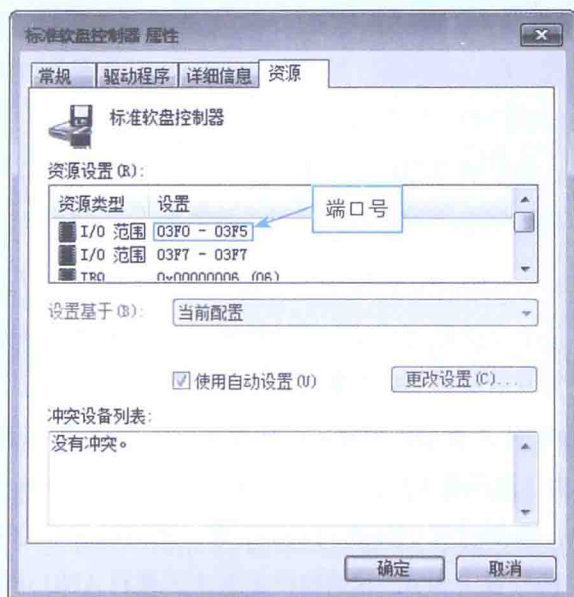 标准软盘控制器 属性
常规 驱动程序 详细信息 资源
标准软盘控制器
资源设置(R):
资源类型 设置
端口号
I/O 范围 03F0 - 03F5
I/O 范围 03F7 - 03F7
IRQ 0x00000006 (06)
设置基于(B): 当前配置
使用自动设置(U) 更改设置(C)...
冲突设备列表:
没有冲突。
确定 取消